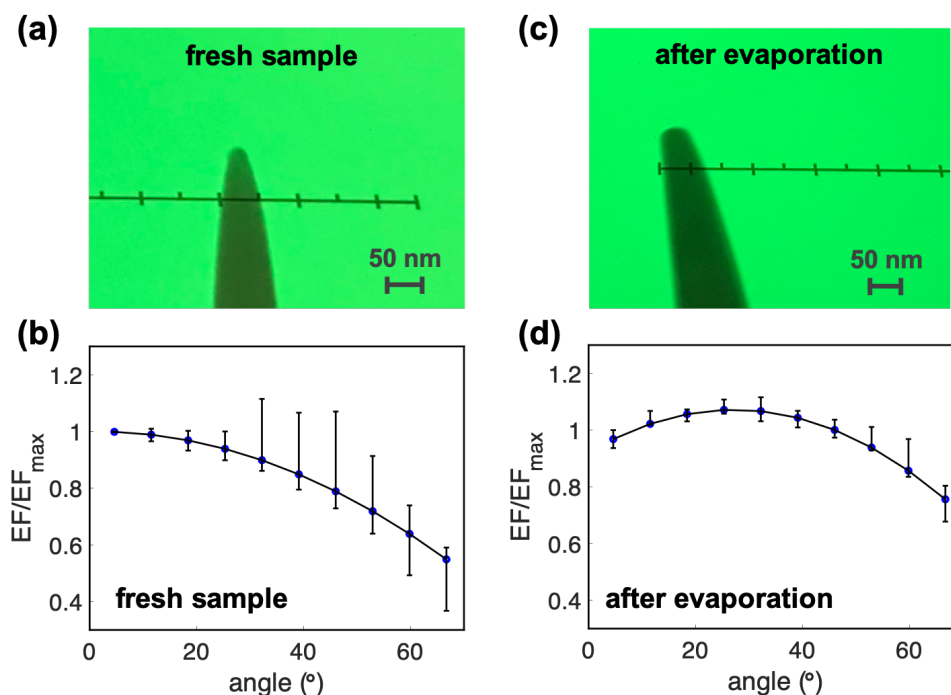 (a)
fresh sample
50 nm
(c)
after evaporation
50 nm
(b)
1.2
1
0.8
0.6
0.4
EF/EFmax
fresh sample
0
20
40
60
angle (°)
(d)
1.2
1
0.8
0.6
0.4
EF/EFmax
after evaporation
0
20
40
60
angle (°)